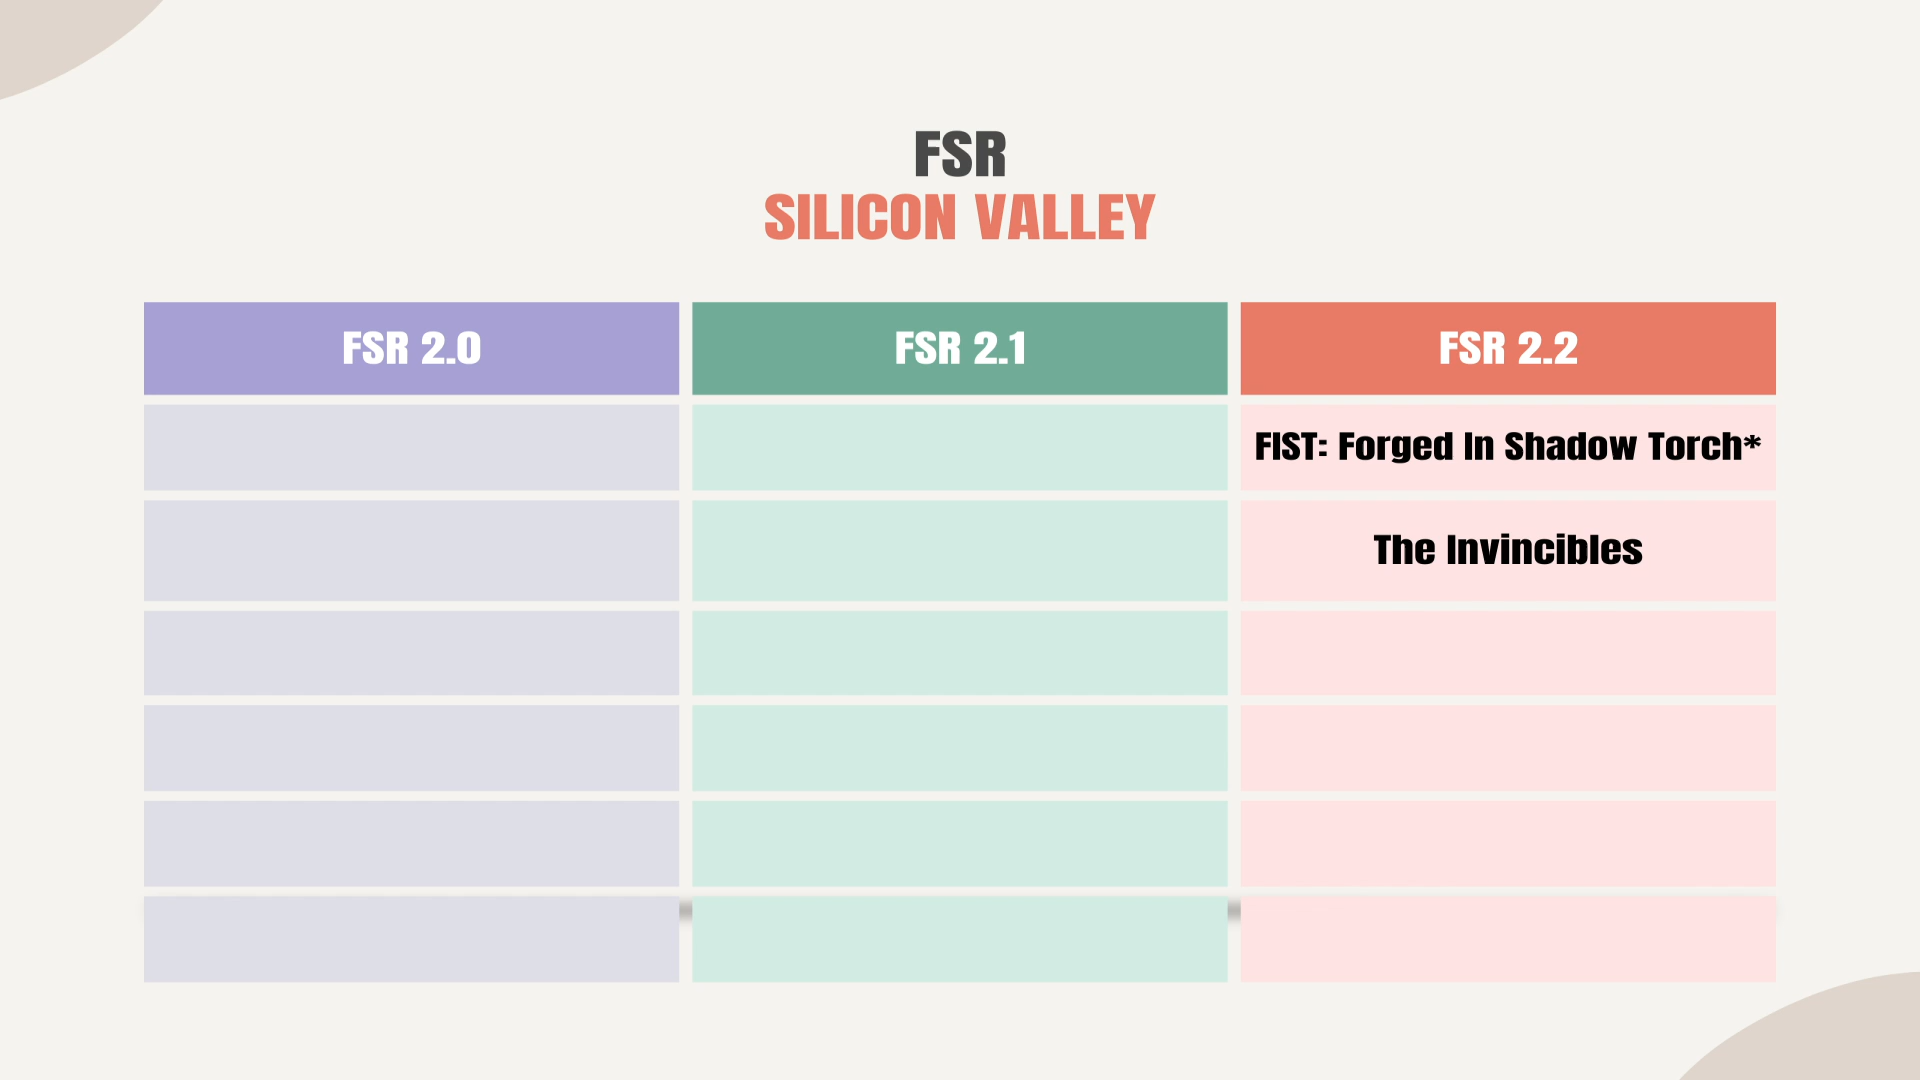 FSR
SILICON VALLEY
FSR 2.0
FSR 2.1
FSR 2.2
FIST: Forged In Shadow Torch*
The Invincibles